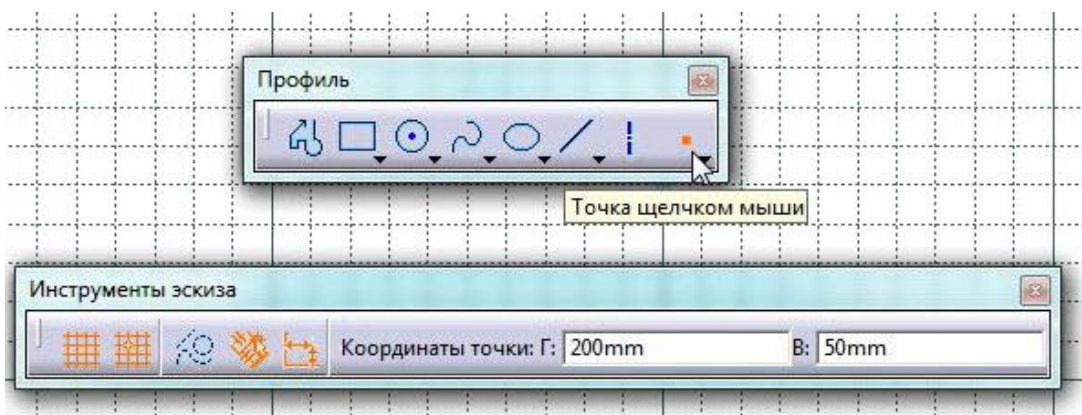 Профиль
Точка щелчком мыши
Инструменты эскиза
Координаты точки: Г: 200mm В: 50mm